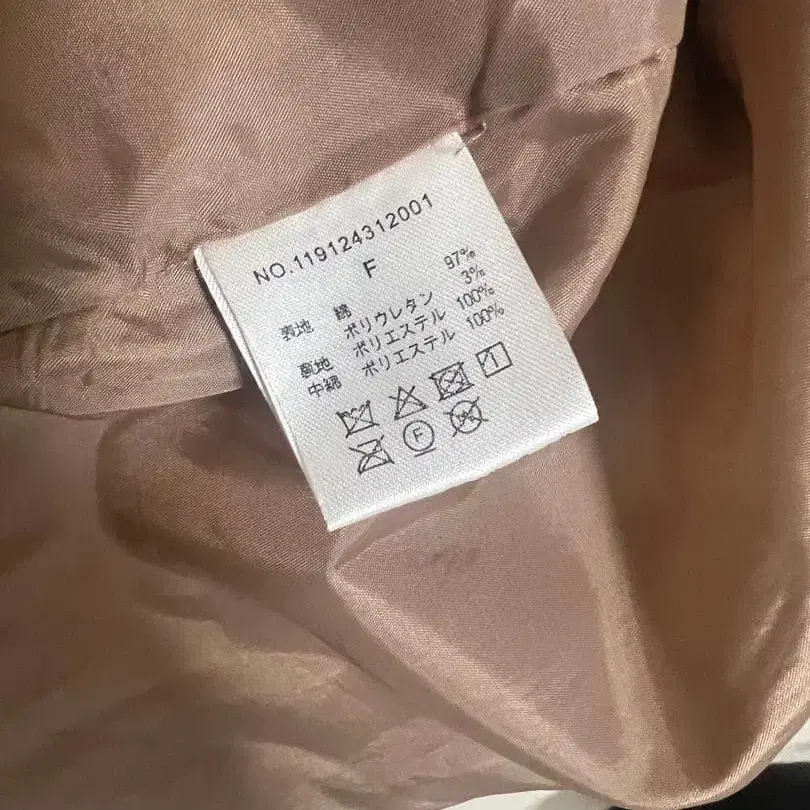 NO.119124312001
F
表地 綿 97%
ポリウレタン 3%
裏地 ポリエステル 100%
中綿 ポリエステル 100%
F